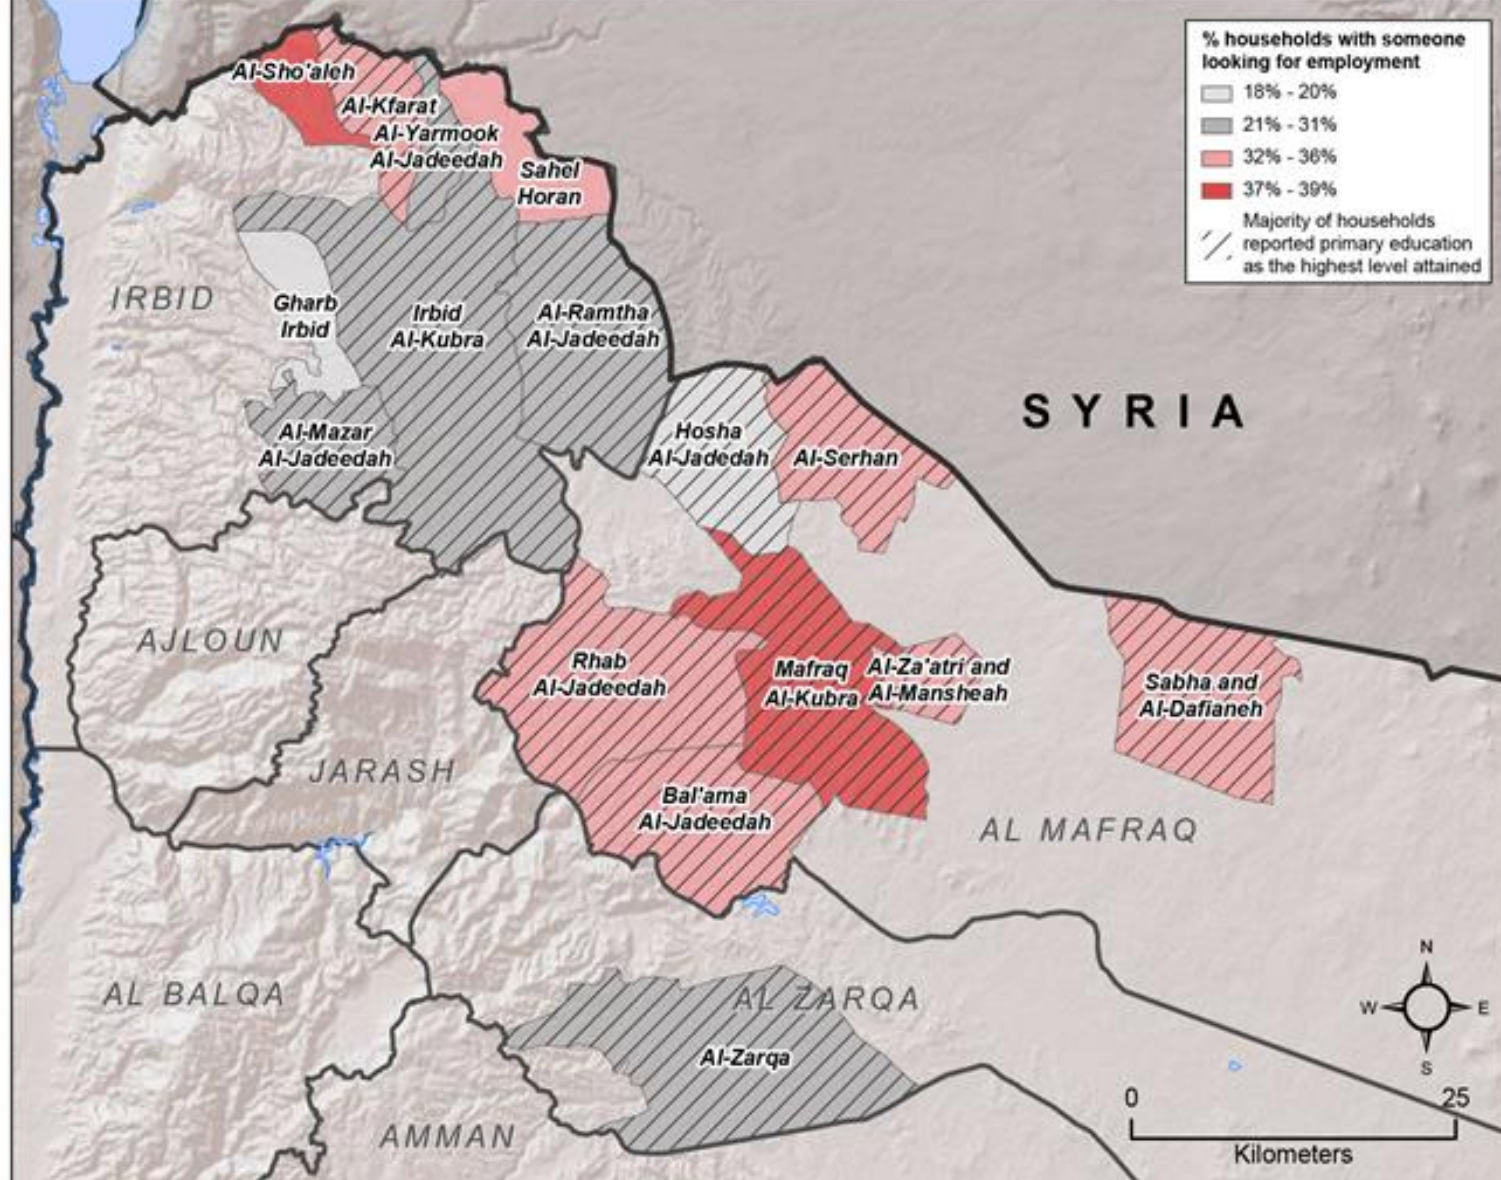 % households with someone
looking for employment
18% - 20%
21% - 31%
32% - 36%
37% - 39%
Majority of households
reported primary education
as the highest level attained
Al-Sho'aleh
Al-Kfarat
Al-Yarmook
Al-Jadeedah
Sahel
Horan
IRBID
Gharb
Irbid
Irbid
Al-Kubra
Al-Ramtha
Al-Jadeedah
SYRIA
Al-Mazar
Al-Jadeedah
Hosha
Al-Jadedah
Al-Serhan
AJLOUN
Rhab
Al-Jadeedah
Mafraq
Al-Kubra
Al-Za'atri and
Al-Mansheah
Sabha and
Al-Dafianeh
JARASH
Bal'ama
Al-Jadeedah
AL MAFRAQ
AL BALQA
AL ZARQA
Al-Zarqa
AMMAN
N
W
E
S
0 25
Kilometers